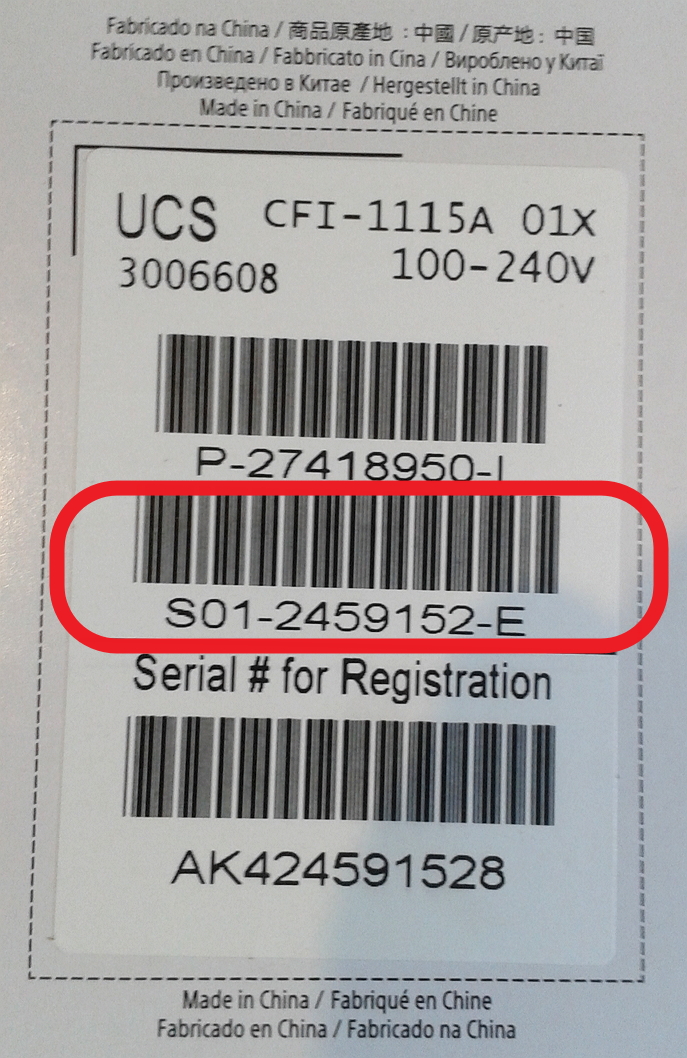 Fabricado na China / 商品原產地 : 中國 / 原产地: 中国
Fabricado en China / Fabbricato in Cina / Вироблено у Китаї
Произведено в Китае / Hergestellt in China
Made in China / Fabriqué en Chine
UCS CFI-1115A 01X
3006608 100-240V
P-27418950-I
S01-2459152-E
Serial # for Registration
AK424591528
Made in China / Fabriqué en Chine
Fabricado en China / Fabricado na China